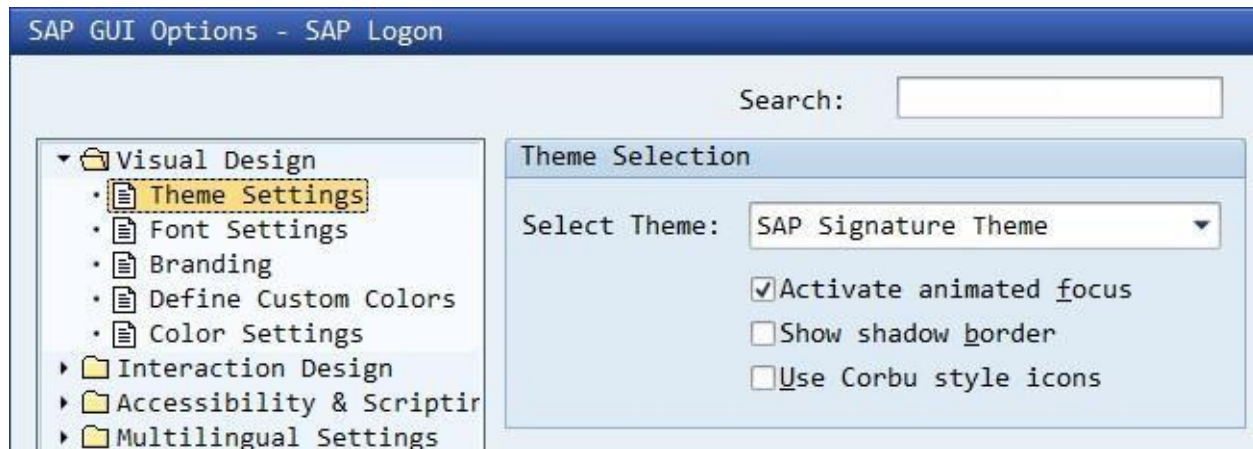 SAP GUI Options - SAP Logon
Search:
Visual Design
Theme Settings
Font Settings
Branding
Define Custom Colors
Color Settings
Interaction Design
Accessibility & Scriptin
Multilingual Settings
Theme Selection
Select Theme: SAP Signature Theme
Activate animated focus
Show shadow border
Use Corbu style icons